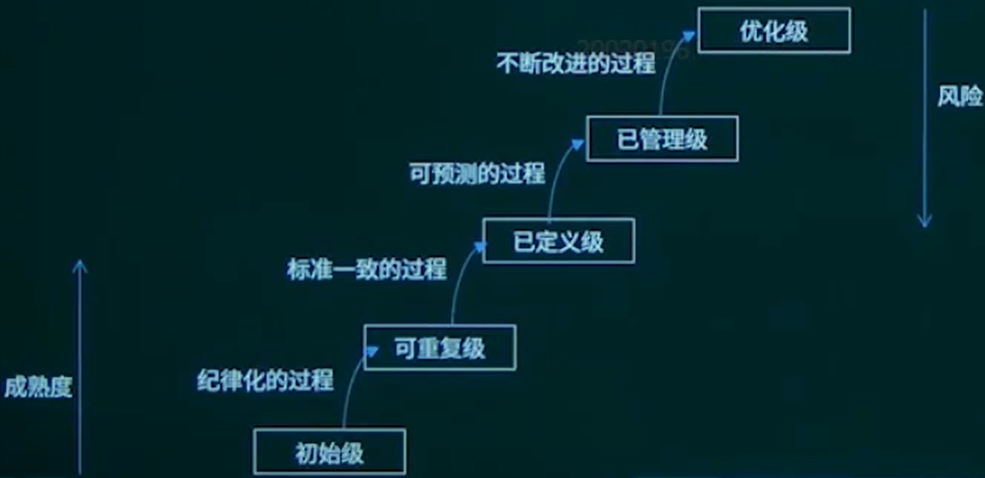 优化级
不断改进的过程
风险
已管理级
可预测的过程
已定义级
标准一致的过程
可重复级
纪律化的过程
成熟度
初始级